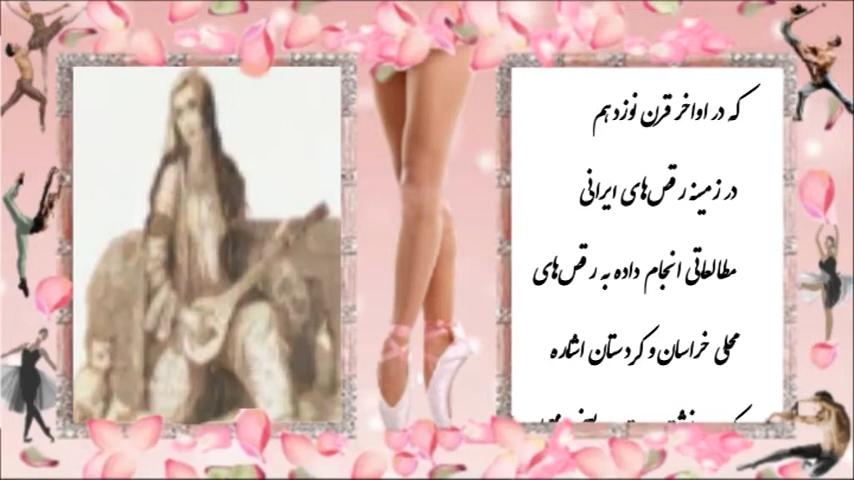 که در اواخر قرن نوزدهم
در زمینه رقص‌های ایرانی
مطالعاتی انجام داده به رقص‌های
محلی خراسان و کردستان اشاره